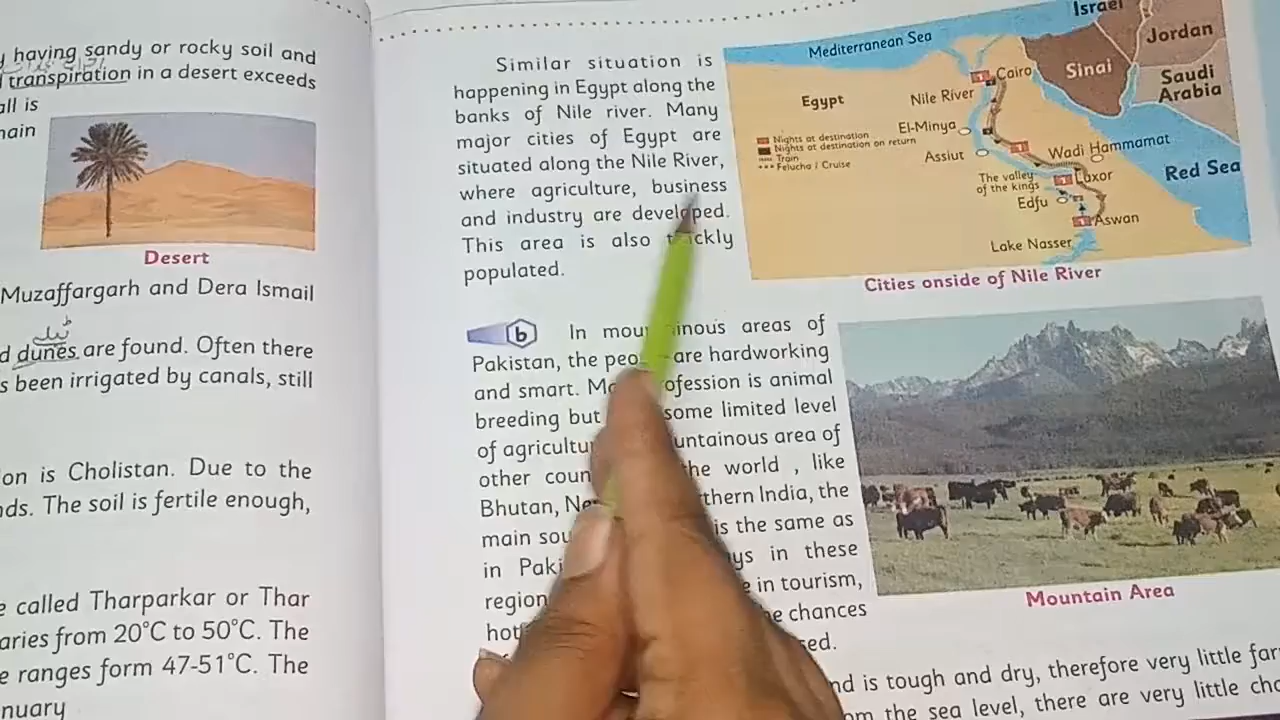 having sandy or rocky soil and
transpiration in a desert exceeds
all is
Desert
Muzaffargarh and Dera Ismail
ٹیلے
dunes are found. Often there
s been irrigated by canals, still
on is Cholistan. Due to the
nds. The soil is fertile enough,
e called Tharparkar or Thar
aries from 20°C to 50°C. The
e ranges form 47-51°C. The
nuary
Similar situation is
happening in Egypt along the
banks of Nile river. Many
major cities of Egypt are
situated along the Nile River,
where agriculture, business
and industry are developed.
This area is also ckly
populated.
Mediterranean Sea
Israel
Jordan
Sinai
Saudi
Arabia
Cairo
Egypt
Nile River
El-Minya
Assiut
Nights at destination
Nights at destination on return
Train
Felucha / Cruise
Wadi Hammamat
The valley
of the kings
Luxor
Red Sea
Edfu
Aswan
Lake Nasser
Cities onside of Nile River
b In mou inous areas of
Pakistan, the peo are hardworking
and smart. M ofession is animal
breeding but some limited level
of agricultu untainous area of
other coun the world , like
Bhutan, Ne thern India, the
main sou is the same as
in Paki ys in these
region in tourism,
hot e chances
sed.
Mountain Area
nd is tough and dry, therefore very little far
om the sea level, there are very little cha